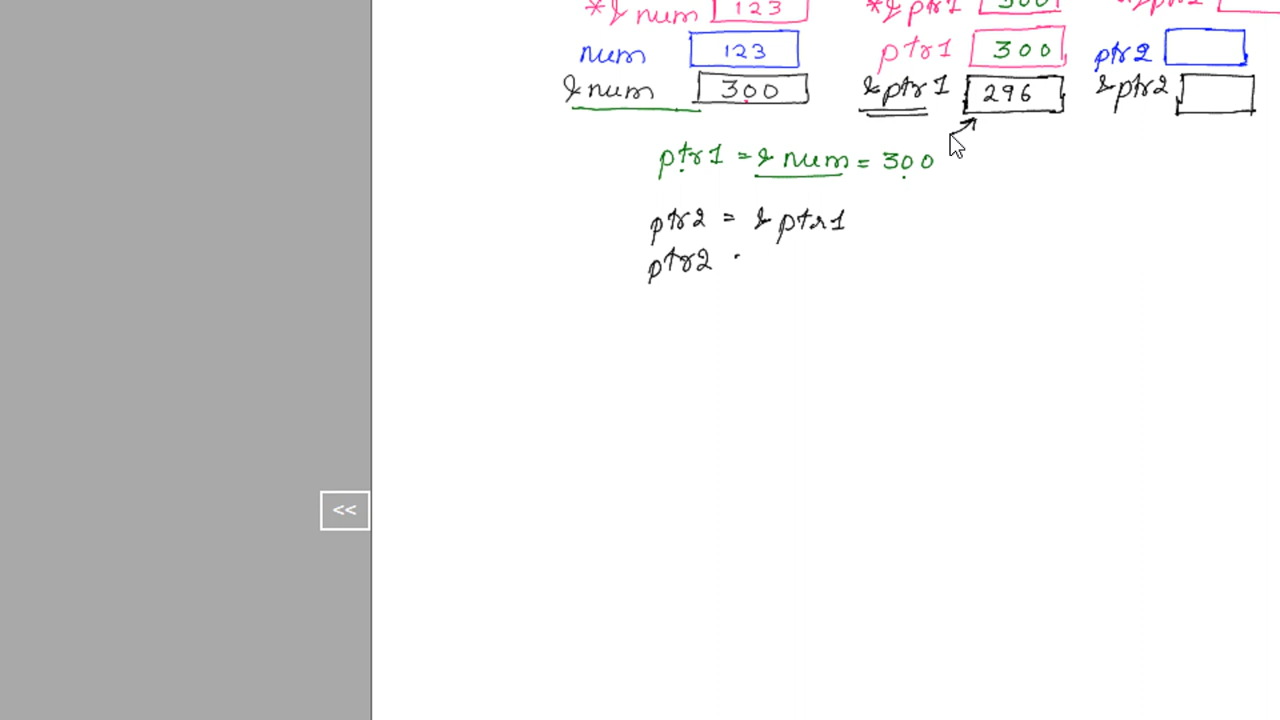 *& num 123 *& ptr1 300
num 123 ptr1 300 ptr2
& num 300 & ptr1 296 & ptr2
ptr1 = & num = 300
ptr2 = & ptr1
ptr2
<<